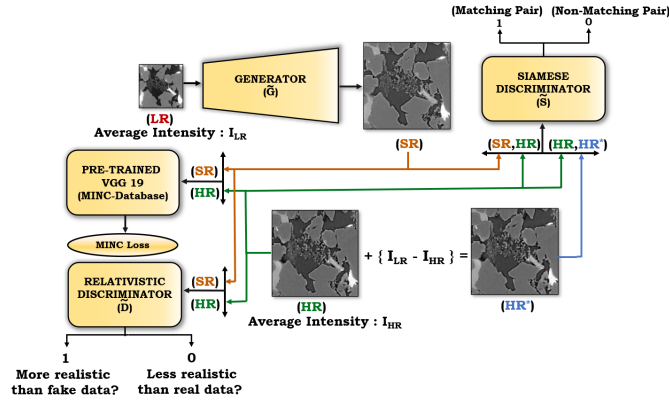 (Matching Pair) (Non-Matching Pair)
1 0
GENERATOR
(G̃)
SIAMESE
DISCRIMINATOR
(S̃)
(LR)
Average Intensity : I_LR
(SR)
(SR,HR) (HR,HR*)
PRE-TRAINED
VGG 19
(MINC-Database)
(SR)
(HR)
MINC Loss
+ { I_LR - I_HR } =
RELATIVISTIC
DISCRIMINATOR
(D̃)
(SR)
(HR)
(HR)
Average Intensity : I_HR
(HR*)
1 0
More realistic
than fake data?
Less realistic
than real data?